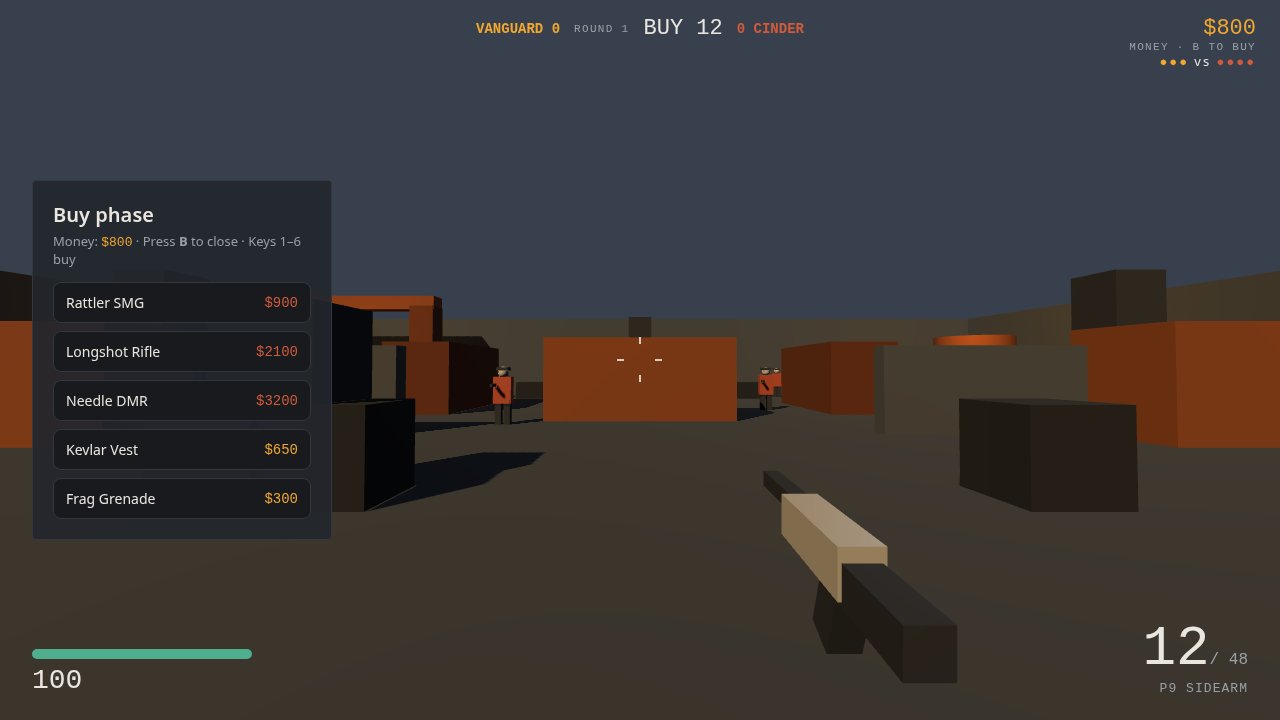 VANGUARD 0 ROUND 1 BUY 12 0 CINDER
$800
MONEY · B TO BUY
●●● VS ●●●●
Buy phase
Money: $800 · Press B to close · Keys 1–6
buy
Rattler SMG $900
Longshot Rifle $2100
Needle DMR $3200
Kevlar Vest $650
Frag Grenade $300
100
12 / 48
P9 SIDEARM